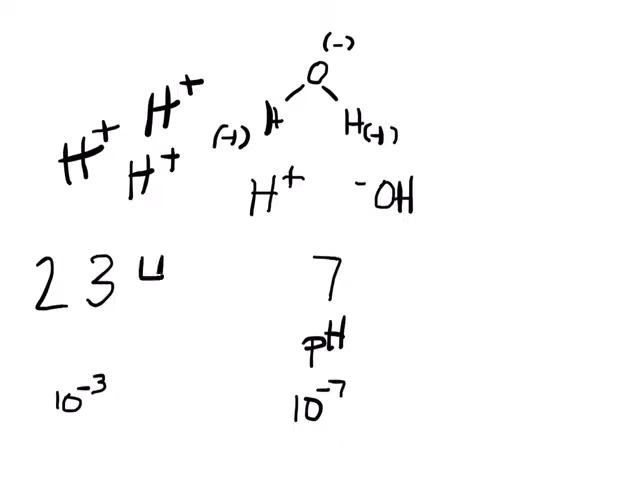 (-)
O
H+ H+ (+) H H (+)
H+ H+ -OH
2 3 4 7
pH
10-3 10-7